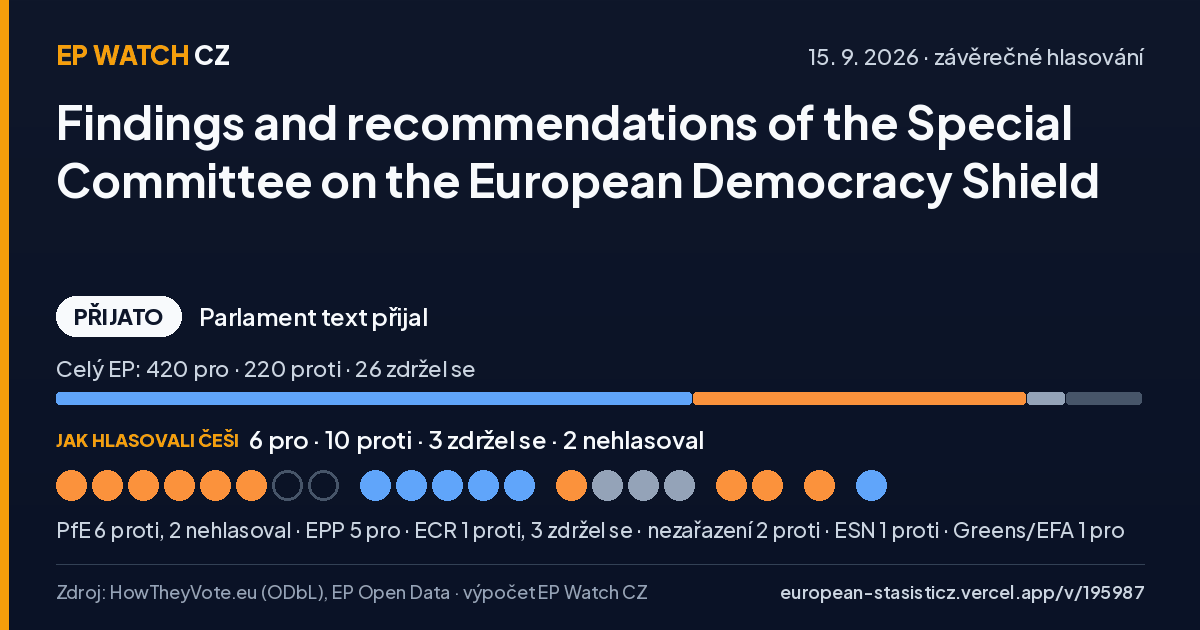 EP WATCH CZ
15. 9. 2026 · závěrečné hlasování
Findings and recommendations of the Special
Committee on the European Democracy Shield
PŘIJATO Parlament text přijal
Celý EP: 420 pro · 220 proti · 26 zdržel se
JAK HLASOVALI ČEŠI 6 pro · 10 proti · 3 zdržel se · 2 nehlasoval
PfE 6 proti, 2 nehlasoval · EPP 5 pro · ECR 1 proti, 3 zdržel se · nezařazení 2 proti · ESN 1 proti · Greens/EFA 1 pro
Zdroj: HowTheyVote.eu (ODbL), EP Open Data · výpočet EP Watch CZ
european-stasisticz.vercel.app/v/195987